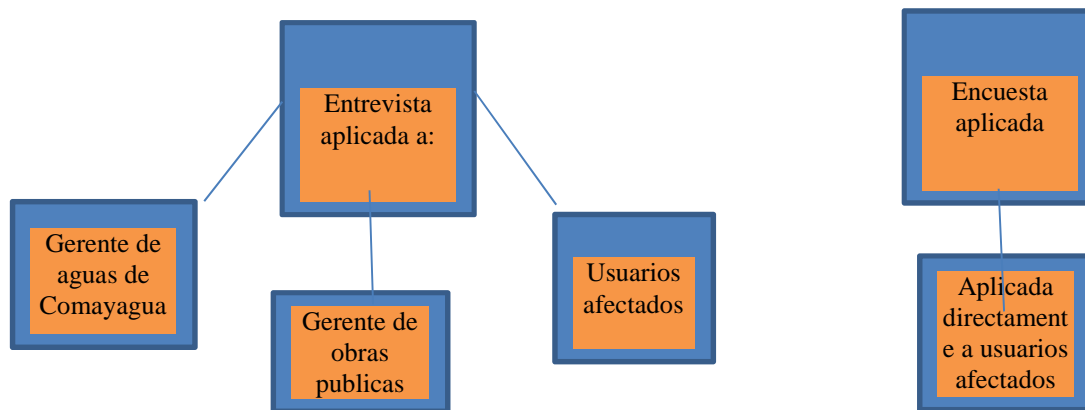 Entrevista
aplicada a:
Encuesta
aplicada
Gerente de
aguas de
Comayagua
Gerente de
obras
publicas
Usuarios
afectados
Aplicada
directament
e a usuarios
afectados